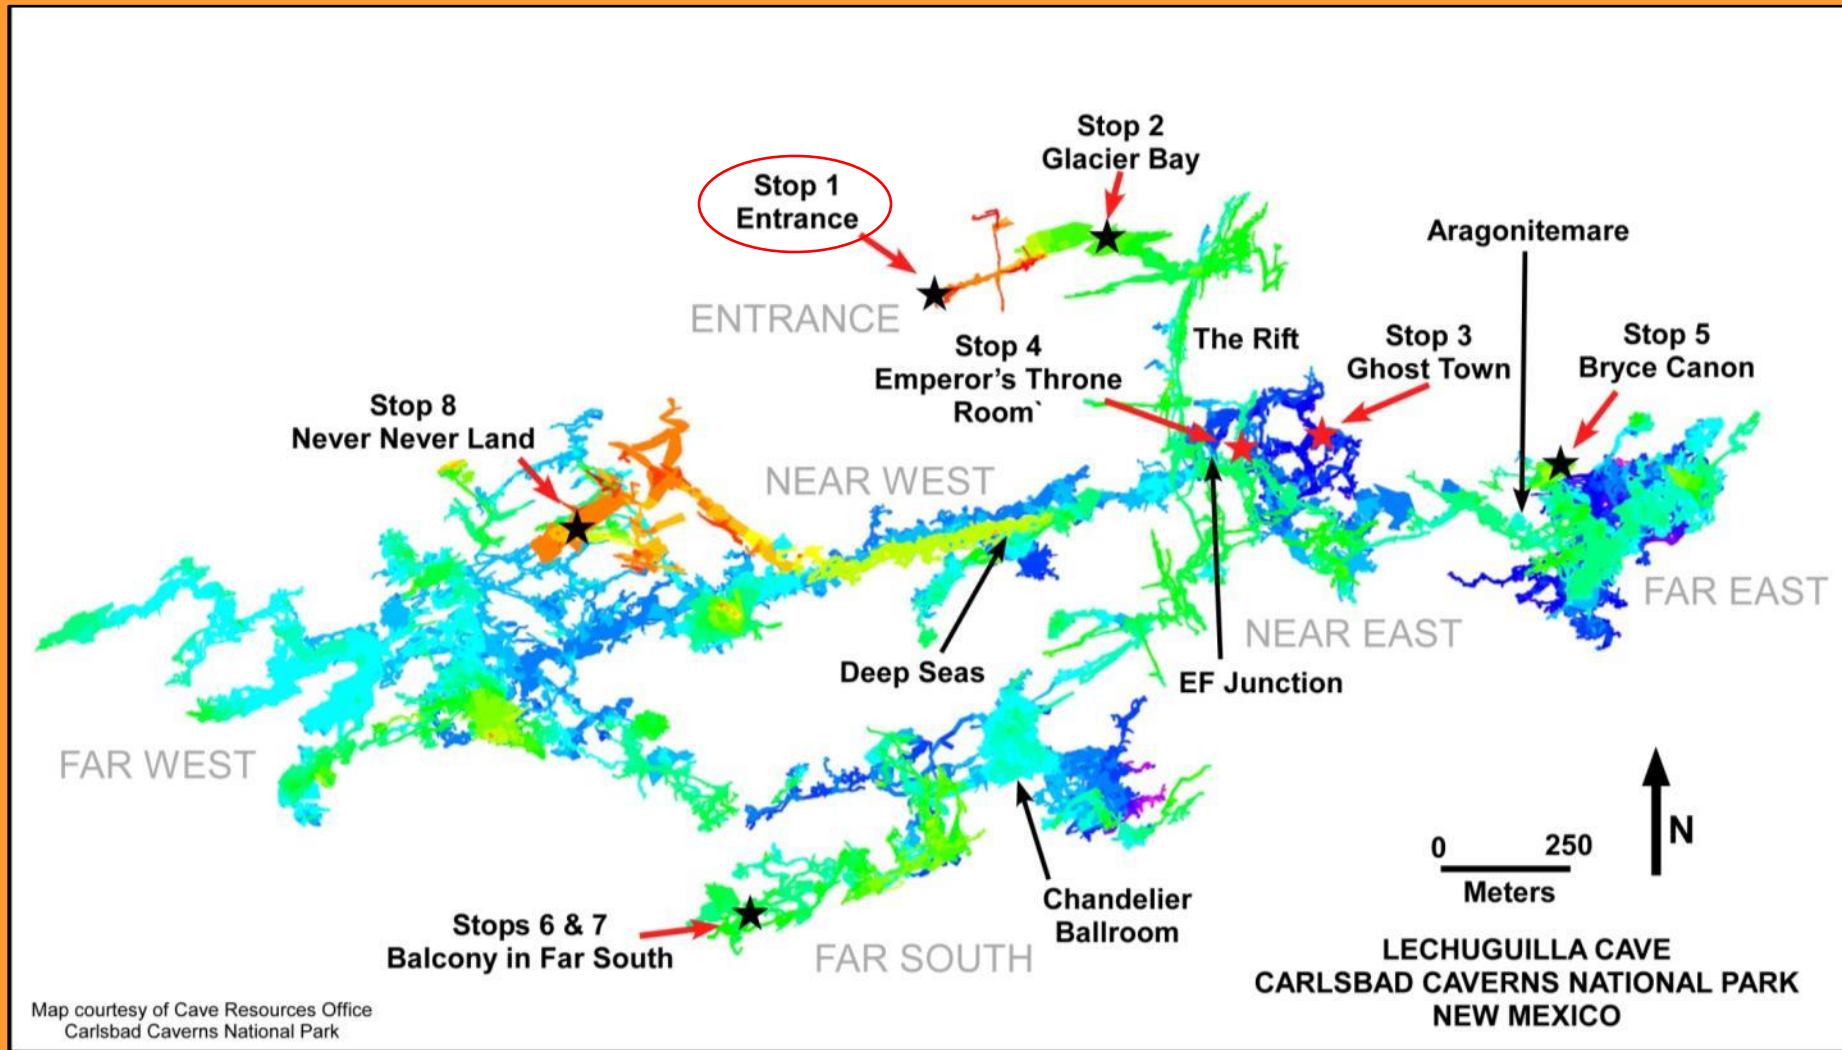 Stop 2
Glacier Bay
Stop 1
Entrance
Aragonitemare
ENTRANCE
The Rift
Stop 3
Ghost Town
Stop 5
Bryce Canon
Stop 4
Emperor's Throne
Room`
Stop 8
Never Never Land
NEAR WEST
FAR EAST
NEAR EAST
Deep Seas
EF Junction
FAR WEST
N
0 250
Meters
Chandelier
Ballroom
Stops 6 & 7
Balcony in Far South
FAR SOUTH
LECHUGUILLA CAVE
CARLSBAD CAVERNS NATIONAL PARK
NEW MEXICO
Map courtesy of Cave Resources Office
Carlsbad Caverns National Park